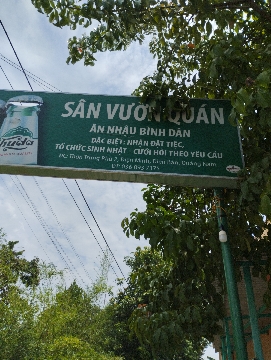 SÂN VƯỜN QUÁN
ĂN NHẬU BÌNH DÂN
ĐẶC BIỆT: NHẬN ĐẶT TIỆC,
TỔ CHỨC SINH NHẬT - CƯỚI HỎI THEO YÊU CẦU
Huda